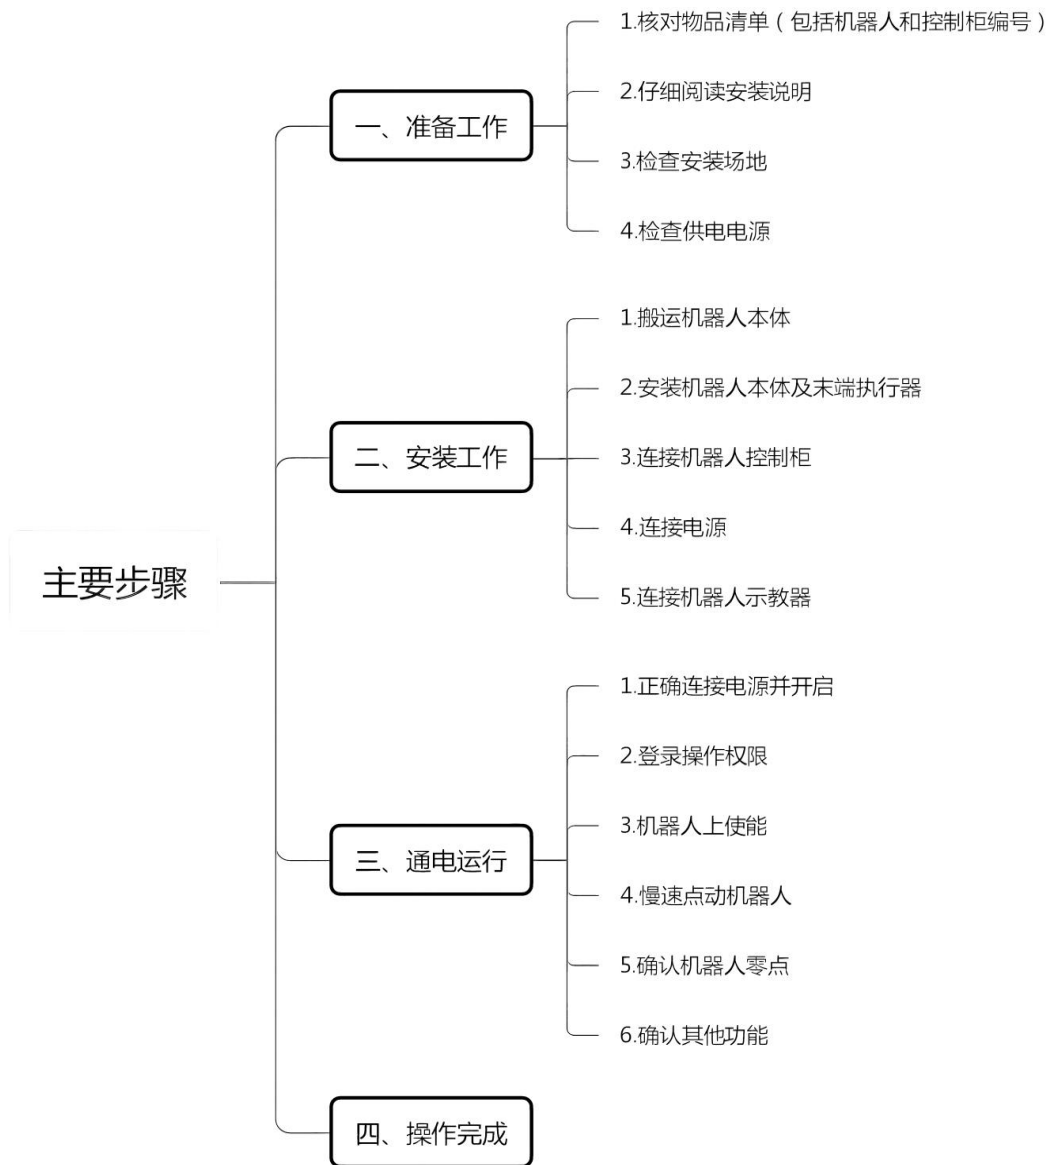 主要步骤
一、准备工作
1.核对物品清单（包括机器人和控制柜编号）
2.仔细阅读安装说明
3.检查安装场地
4.检查供电电源
二、安装工作
1.搬运机器人本体
2.安装机器人本体及末端执行器
3.连接机器人控制柜
4.连接电源
5.连接机器人示教器
三、通电运行
1.正确连接电源并开启
2.登录操作权限
3.机器人上使能
4.慢速点动机器人
5.确认机器人零点
6.确认其他功能
四、操作完成